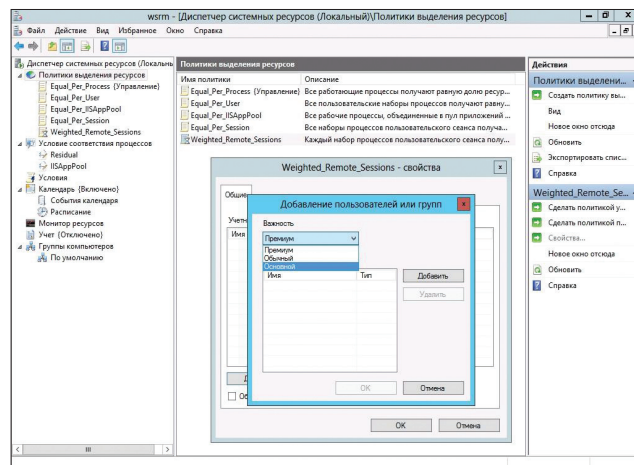 wsrm - [Диспетчер системных ресурсов (Локальный)\Политики выделения ресурсов]
Файл Действие Вид Избранное Окно Справка
Диспетчер системных ресурсов (Локальнь
Политики выделения ресурсов
Equal_Per_Process (Управление)
Equal_Per_User
Equal_Per_IISAppPool
Equal_Per_Session
Weighted_Remote_Sessions
Условие соответствия процессов
Residual
IISAppPool
Условия
Календарь (Включено)
События календаря
Расписание
Монитор ресурсов
Учет (Отключено)
Группы компьютеров
По умолчанию
Политики выделения ресурсов
Имя политики Описание
Equal_Per_Process (Управление) Все работающие процессы получают равную долю ресур...
Equal_Per_User Все пользовательские наборы процессов получают равну...
Equal_Per_IISAppPool Все рабочие процессы, объединенные в пул приложений ...
Equal_Per_Session Все наборы процессов пользовательского сеанса получа...
Weighted_Remote_Sessions Каждый набор процессов пользовательского сеанса полу...
Weighted_Remote_Sessions - свойства
Общие
Учетн
Имя
Добавление пользователей или групп
Важность
Премиум
Премиум
Обычный
Основной
Имя Тип
Добавить
Удалить
OK Отмена
Д
Об
OK Отмена
Действия
Политики выделени...
Создать политику вы...
Вид
Новое окно отсюда
Обновить
Экспортировать спис...
Справка
Weighted_Remote_Se...
Сделать политикой у...
Сделать политикой п...
Свойства...
Новое окно отсюда
Обновить
Справка